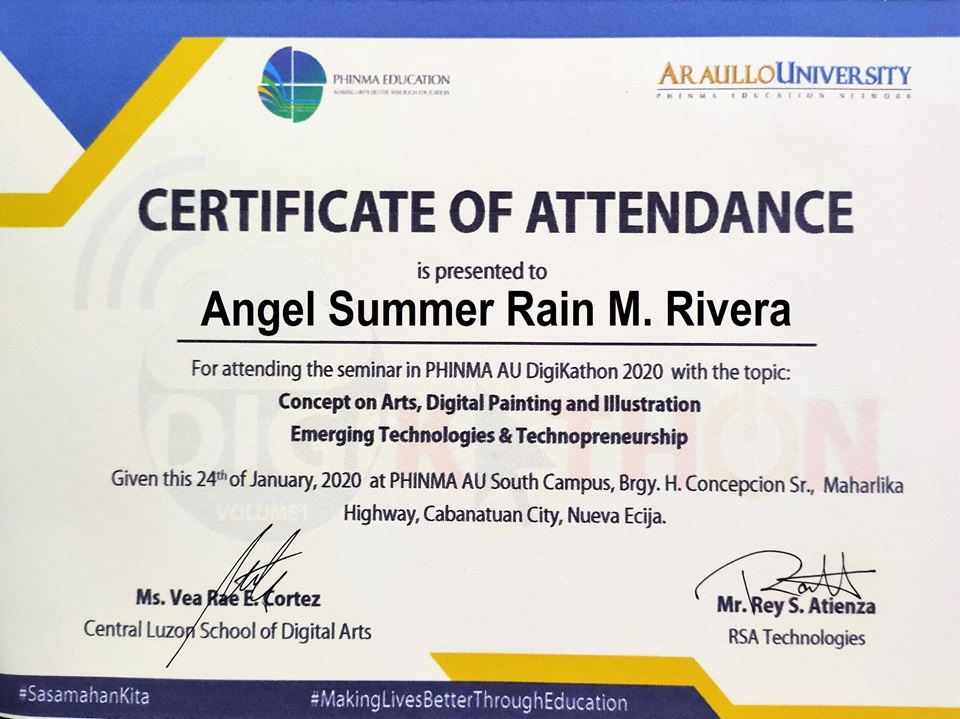 PHINMA EDUCATION
MAKING LIVES BETTER THROUGH EDUCATION
ARAULLO UNIVERSITY
PHINMA EDUCATION NETWORK
CERTIFICATE OF ATTENDANCE
is presented to
Angel Summer Rain M. Rivera
For attending the seminar in PHINMA AU DigiKathon 2020 with the topic:
Concept on Arts, Digital Painting and Illustration
Emerging Technologies & Technopreneurship
DIGIKATHON
Given this 24th of January, 2020 at PHINMA AU South Campus, Brgy. H. Concepcion Sr., Maharlika
Highway, Cabanatuan City, Nueva Ecija.
VOLUME 1
Ms. Vea Rae E. Cortez
Central Luzon School of Digital Arts
Mr. Rey S. Atienza
RSA Technologies
#SasamahanKita
#MakingLivesBetterThroughEducation